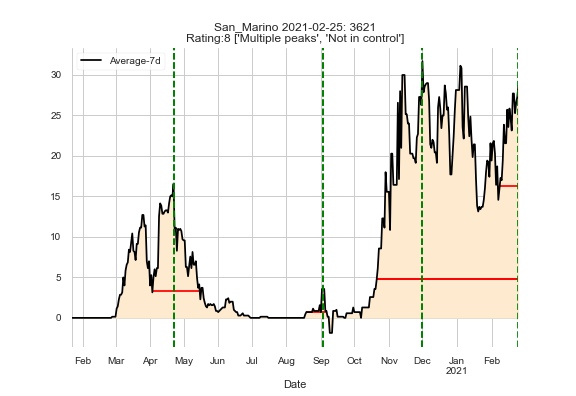 San_Marino 2021-02-25: 3621
Rating:8 ['Multiple peaks', 'Not in control']
Average-7d
30
25
20
15
10
5
0
Feb Mar Apr May Jun Jul Aug Sep Oct Nov Dec Jan Feb
2021
Date